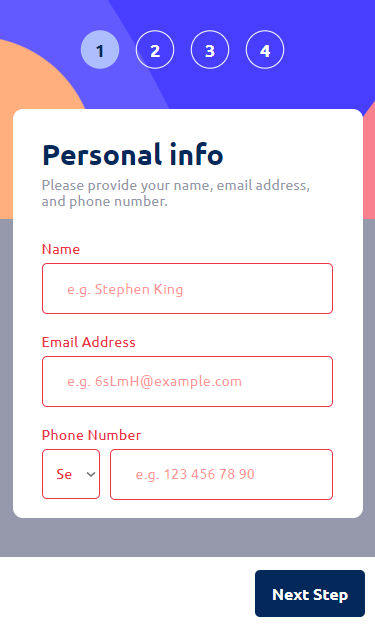 1 2 3 4
Personal info
Please provide your name, email address,
and phone number.
Name
e.g. Stephen King
Email Address
e.g. 6sLmH@example.com
Phone Number
Se e.g. 123 456 78 90
Next Step